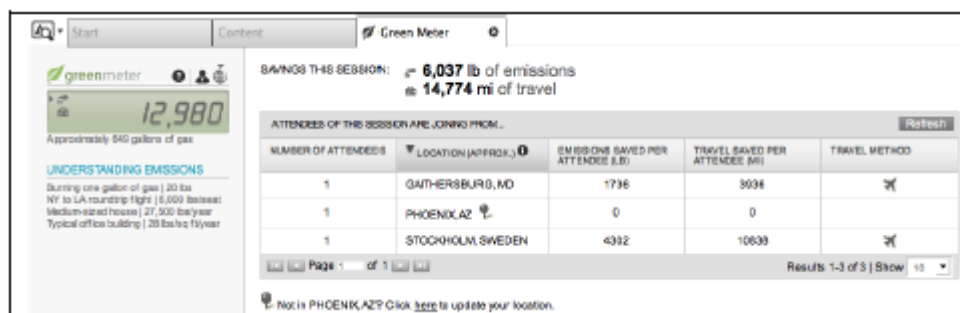 Start
Content
Green Meter
greenmeter
12,980
Approximately 649 gallons of gas
UNDERSTANDING EMISSIONS
Burning one gallon of gas | 20 lbs
NY to LA roundtrip flight | 5,000 lbs/seat
Medium-sized house | 27,500 lbs/year
Typical office building | 28 lbs/sq ft/year
SAVINGS THIS SESSION:
6,037 lb of emissions
14,774 mi of travel
ATTENDEES OF THIS SESSION ARE JOINING FROM...
Refresh
NUMBER OF ATTENDEES LOCATION (APPROX.) EMISSIONS SAVED PER ATTENDEE (LB) TRAVEL SAVED PER ATTENDEE (MI) TRAVEL METHOD
1 GAITHERSBURG, MD 1736 3936
1 PHOENIX,AZ 0 0
1 STOCKHOLM, SWEDEN 4302 10838
Page 1 of 1
Results 1-3 of 3 | Show 10
Not in PHOENIX,AZ? Click here to update your location.